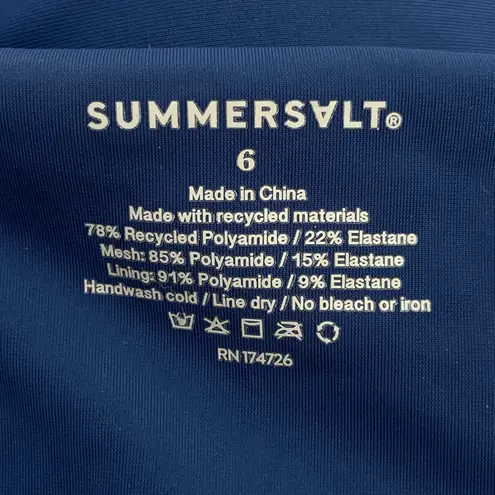 SUMMERSⱯLT®
6
Made in China
Made with recycled materials
78% Recycled Polyamide / 22% Elastane
Mesh: 85% Polyamide / 15% Elastane
Lining: 91% Polyamide / 9% Elastane
Handwash cold / Line dry / No bleach or iron
RN 174726